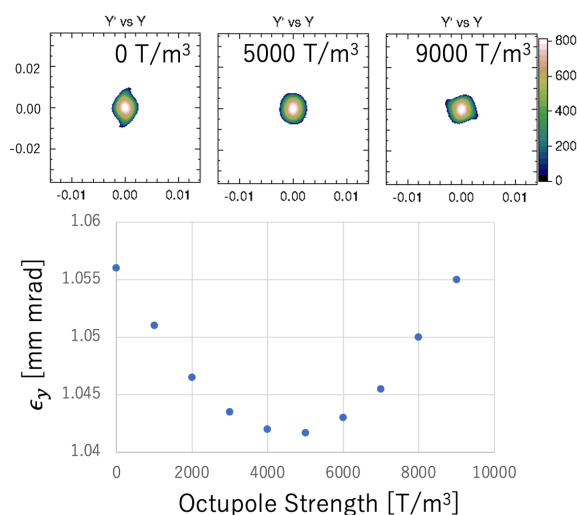 Y' vs Y Y' vs Y Y' vs Y
0 T/m³ 5000 T/m³ 9000 T/m³
0.02
0.00
-0.02
-0.01 0.00 0.01 -0.01 0.00 0.01 -0.01 0.00 0.01
800
600
400
200
0
1.06
1.055
1.05
1.045
1.04
ϵy [mm mrad]
0 2000 4000 6000 8000 10000
Octupole Strength [T/m³]